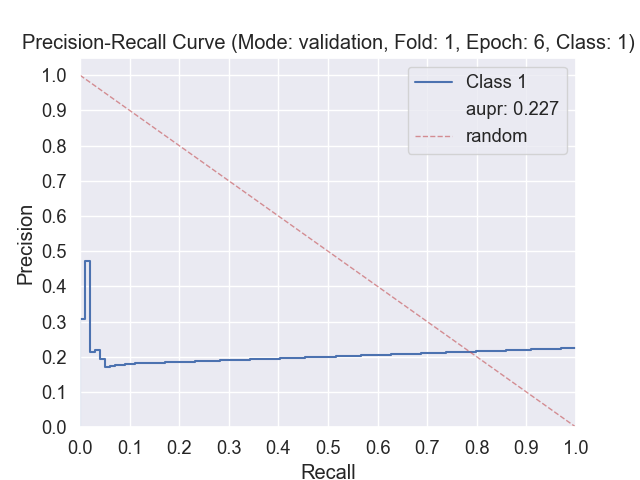 Precision-Recall Curve (Mode: validation, Fold: 1, Epoch: 6, Class: 1)
Class 1
aupr: 0.227
random
1.0
0.9
0.8
0.7
0.6
0.5
0.4
0.3
0.2
0.1
0.0
Precision
0.0 0.1 0.2 0.3 0.4 0.5 0.6 0.7 0.8 0.9 1.0
Recall